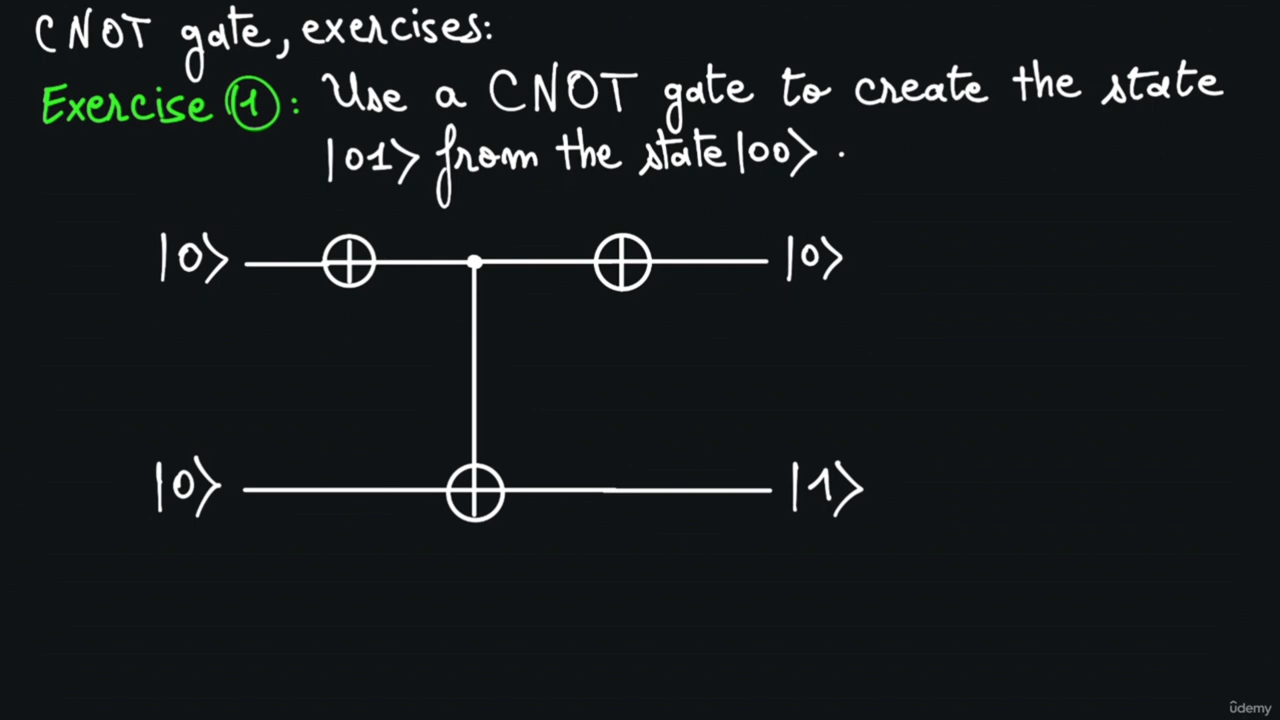 CNOT gate, exercises:
Exercise 1: Use a CNOT gate to create the state
|01⟩ from the state |00⟩.
|0⟩ |0⟩
|0⟩ |1⟩
ûdemy